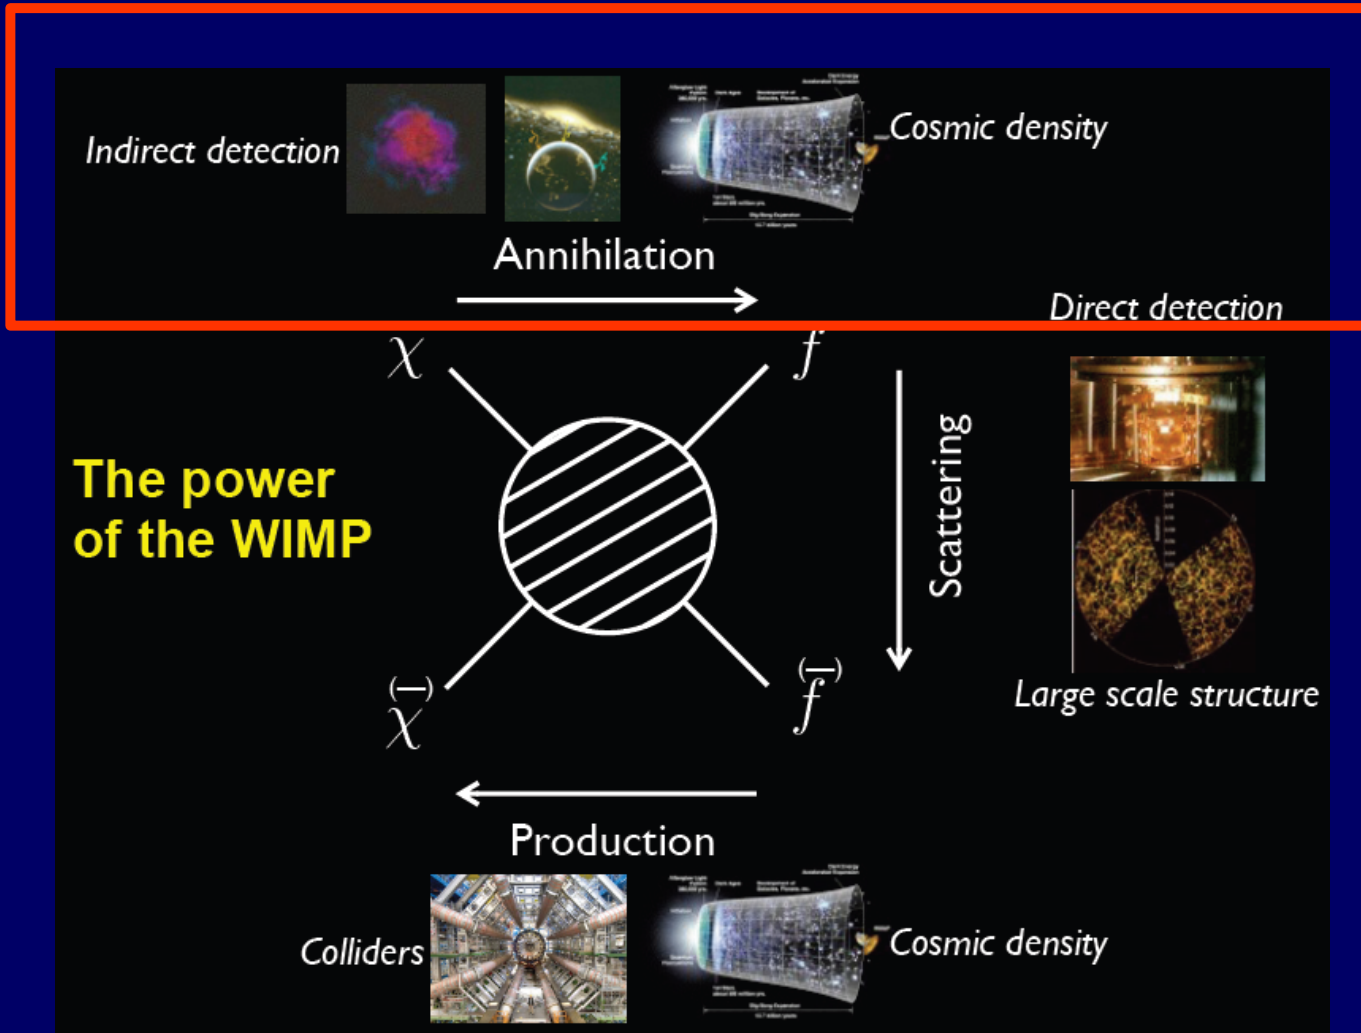 Indirect detection
Cosmic density
Annihilation
Direct detection
χ
f
The power
of the WIMP
Scattering
(—)
χ
(—)
f
Large scale structure
Production
Colliders
Cosmic density